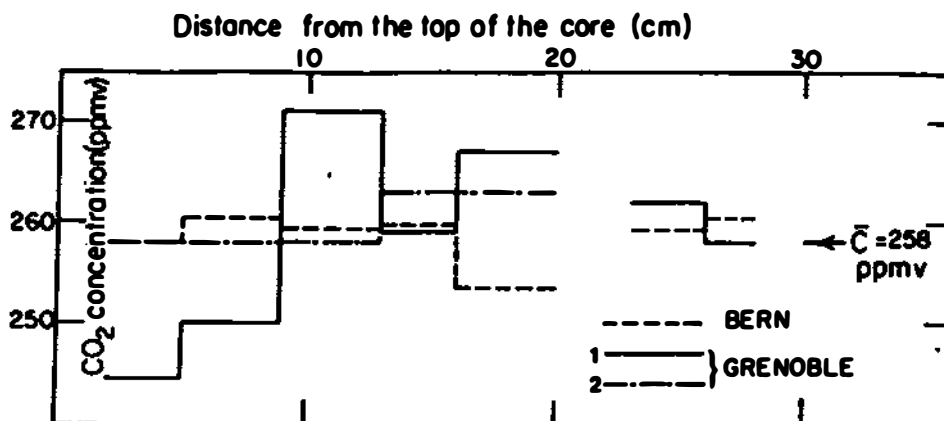 Distance from the top of the core (cm)
10 20 30
CO2 concentration(ppmv)
270
260
250
C̄ = 258
ppmv
BERN
1
2
GRENOBLE